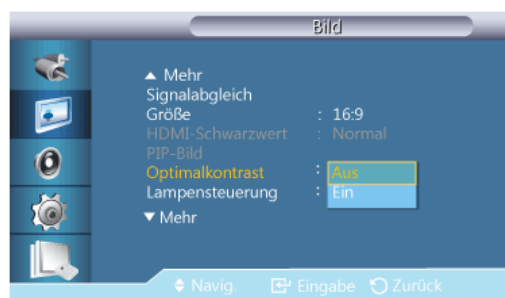 Bild
▲ Mehr
Signalabgleich
Größe : 16:9
HDMI-Schwarzwert : Normal
PIP-Bild
Optimalkontrast : Aus
Lampensteuerung : Ein
▼ Mehr
Navig. Eingabe Zurück